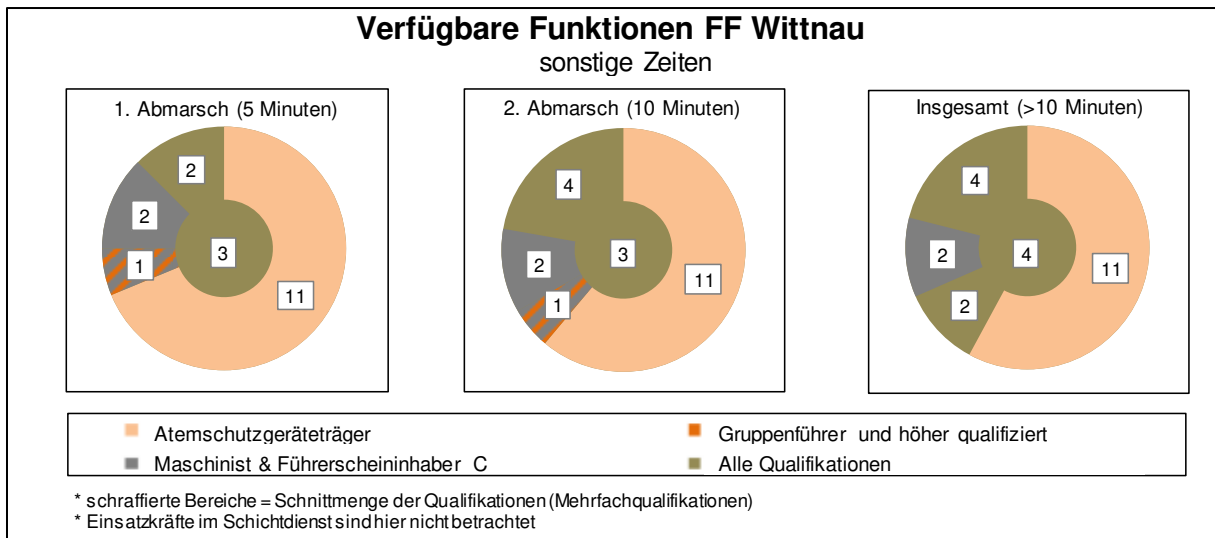 Verfügbare Funktionen FF Wittnau
sonstige Zeiten
1. Abmarsch (5 Minuten)
2
2
1
3
11
2. Abmarsch (10 Minuten)
4
2
1
3
11
Insgesamt (>10 Minuten)
4
2
2
4
11
Atemschutzgeräteträger
Gruppenführer und höher qualifiziert
Maschinist & Führerscheininhaber C
Alle Qualifikationen
* schraffierte Bereiche = Schnittmenge der Qualifikationen (Mehrfachqualifikationen)
* Einsatzkräfte im Schichtdienst sind hier nicht betrachtet